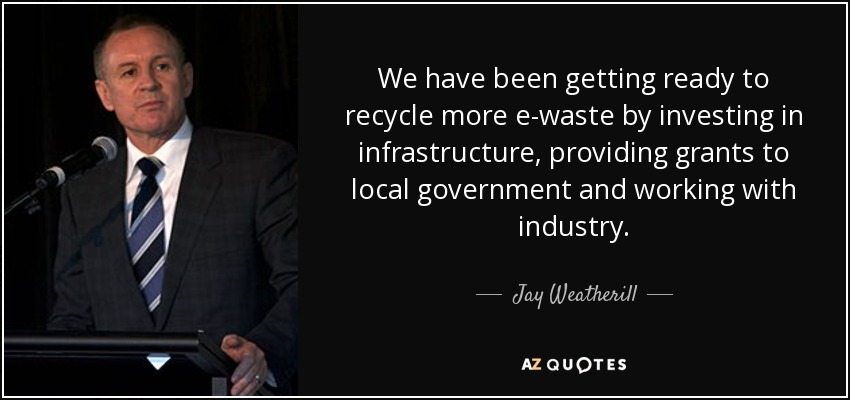 We have been getting ready to
recycle more e-waste by investing in
infrastructure, providing grants to
local government and working with
industry.
Jay Weatherill
AZ QUOTES